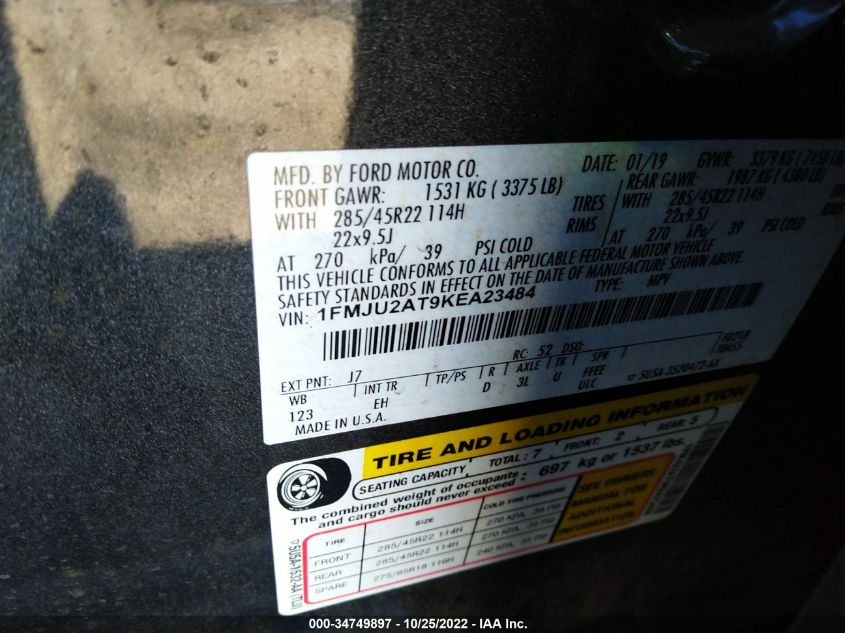 MFD. BY FORD MOTOR CO. DATE: 01/19 GVWR: 3379 KG ( 7450 LB)
FRONT GAWR: 1531 KG ( 3375 LB) REAR GAWR: 1987 KG ( 4380 LB)
WITH 285/45R22 114H TIRES WITH 285/45R22 114H
22x9.5J RIMS 22x9.5J
AT 270 kPa/ 39 PSI COLD AT 270 kPa/ 39 PSI COLD
THIS VEHICLE CONFORMS TO ALL APPLICABLE FEDERAL MOTOR VEHICLE
SAFETY STANDARDS IN EFFECT ON THE DATE OF MANUFACTURE SHOWN ABOVE.
VIN: 1FMJU2AT9KEA23484 TYPE: MPV
EXT PNT: J7 RC: 52 DSO:
WB INT TR TP/PS R AXLE TR SPR
123 EH D 3L U FFEE
ULC 5U5A-3520472-AA
MADE IN U.S.A.
TIRE AND LOADING INFORMATION
SEATING CAPACITY TOTAL: 7 FRONT: 2 REAR: 5
The combined weight of occupants and cargo should never exceed: 697 kg or 1537 lbs.
TIRE SIZE COLD TIRE PRESSURE
FRONT 285/45R22 114H 270 KPA, 39 PSI
REAR 285/45R22 114H 270 KPA, 39 PSI
SPARE 275/65R18 116H 240 KPA, 35 PSI
SEE OWNERS
MANUAL FOR
ADDITIONAL
INFORMATION
000-34749897 - 10/25/2022 - IAA Inc.